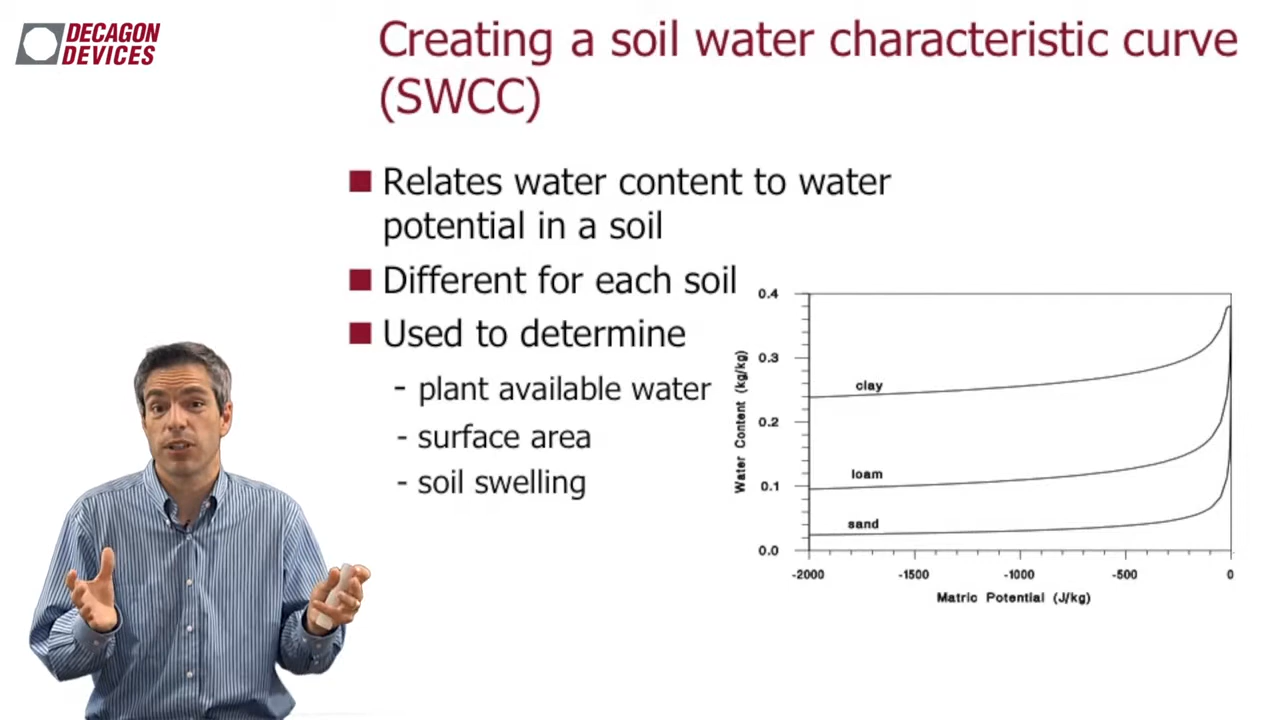 DECAGON
DEVICES
Creating a soil water characteristic curve
(SWCC)
Relates water content to water
potential in a soil
Different for each soil
Used to determine
- plant available water
- surface area
- soil swelling
0.4
0.3
0.2
0.1
0.0
Water Content (kg/kg)
clay
loam
sand
-2000
-1500
-1000
-500
0
Matric Potential (J/kg)